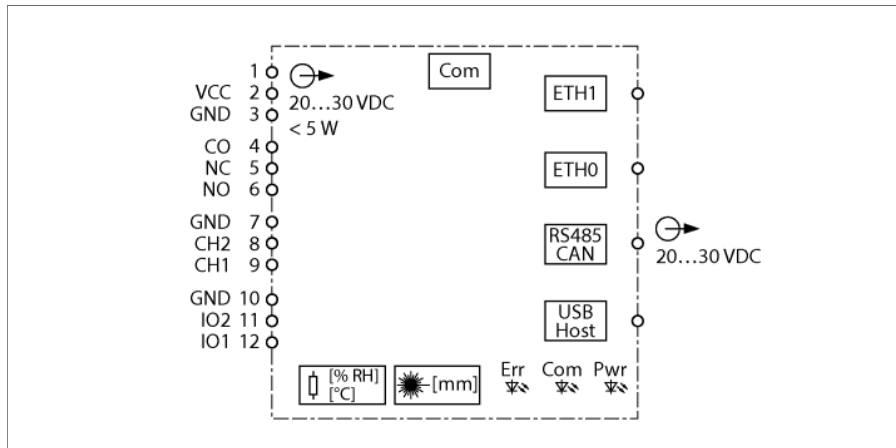 1
VCC 2
GND 3
20...30 VDC
< 5 W
CO 4
NC 5
NO 6
GND 7
CH2 8
CH1 9
GND 10
IO2 11
IO1 12
Com
ETH1
ETH0
RS485
CAN
20...30 VDC
USB
Host
[% RH]
[°C]
[mm]
Err Com Pwr